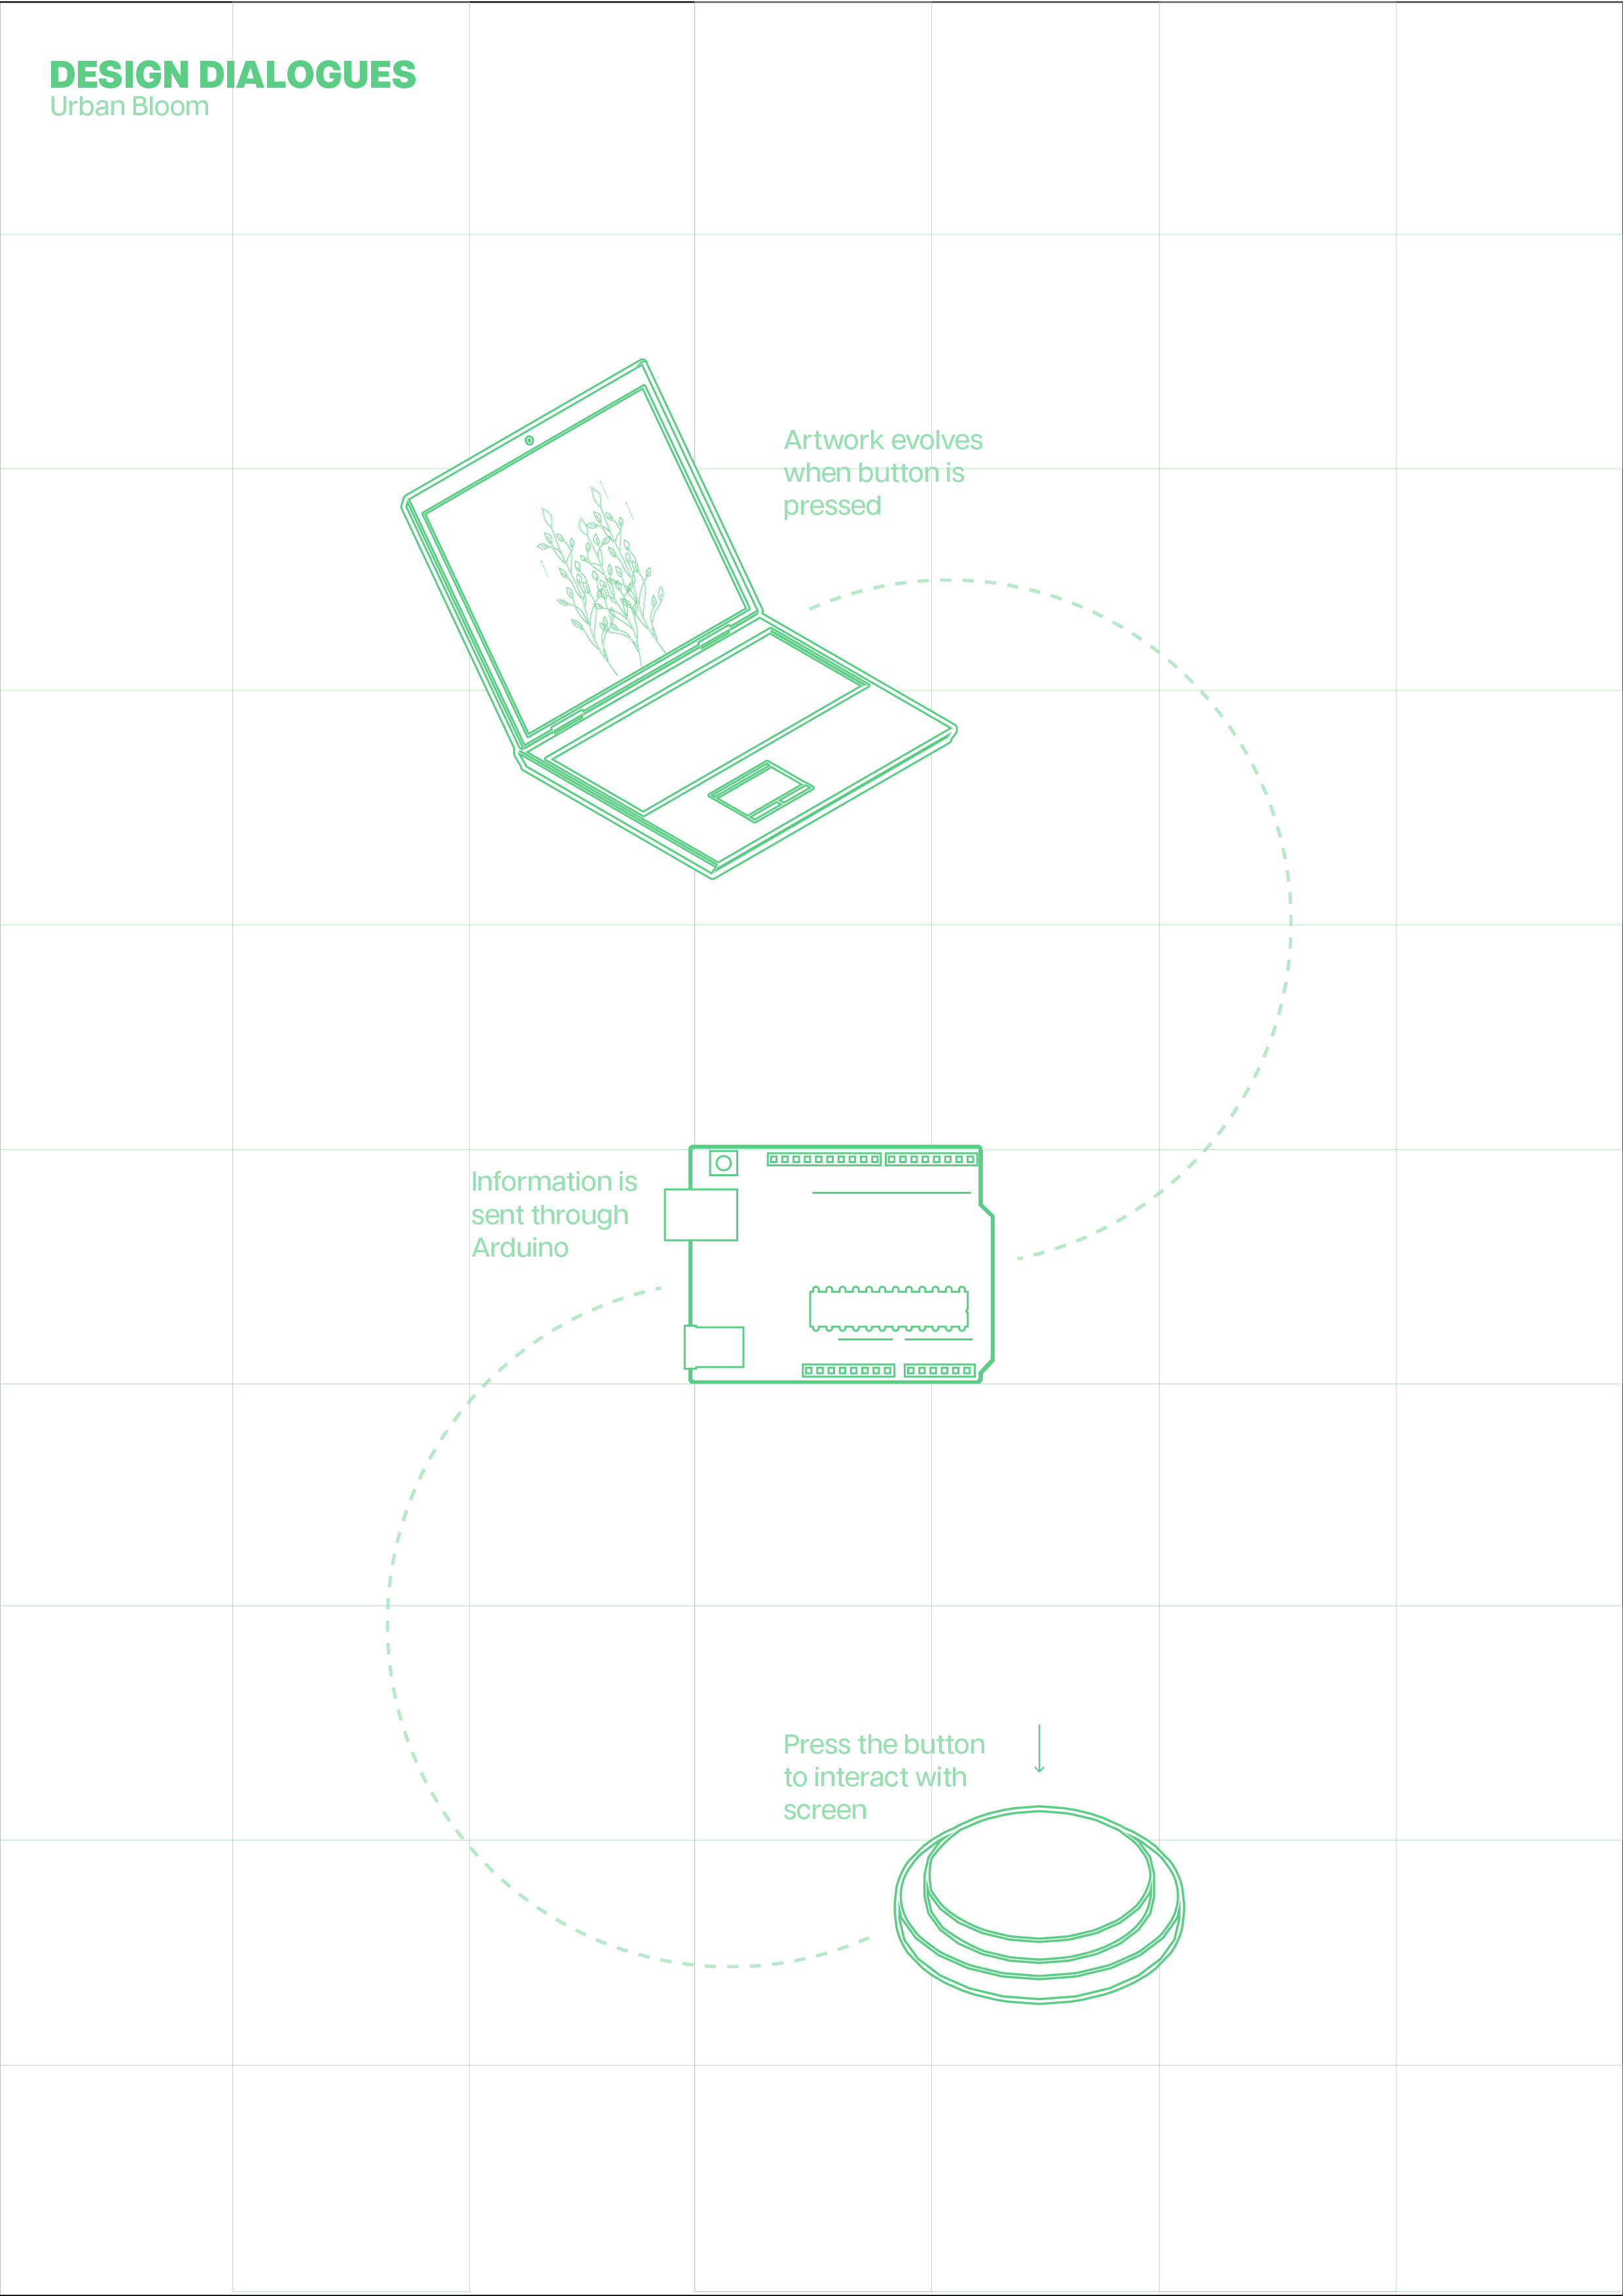 DESIGN DIALOGUES
Urban Bloom
Artwork evolves
when button is
pressed
Information is
sent through
Arduino
Press the button
to interact with
screen